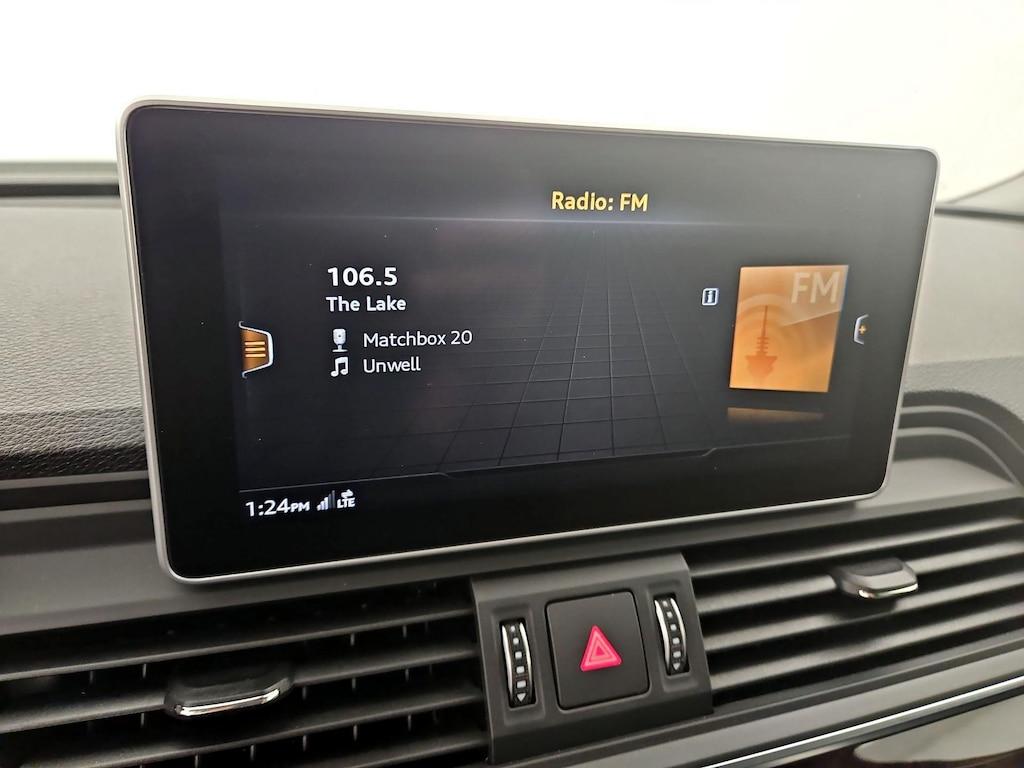 Radio: FM
106.5
The Lake
Matchbox 20
Unwell
FM
1:24PM LTE